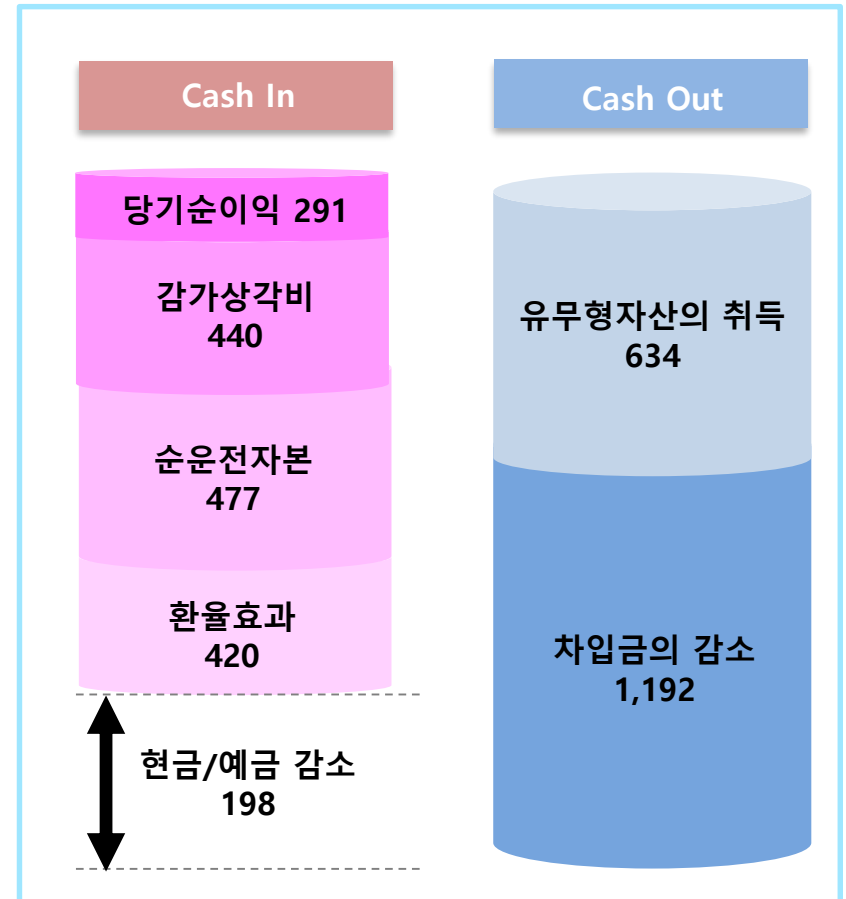 Cash In
당기순이익 291
감가상각비
440
순운전자본
477
환율효과
420
현금/예금 감소
198
Cash Out
유무형자산의 취득
634
차입금의 감소
1,192